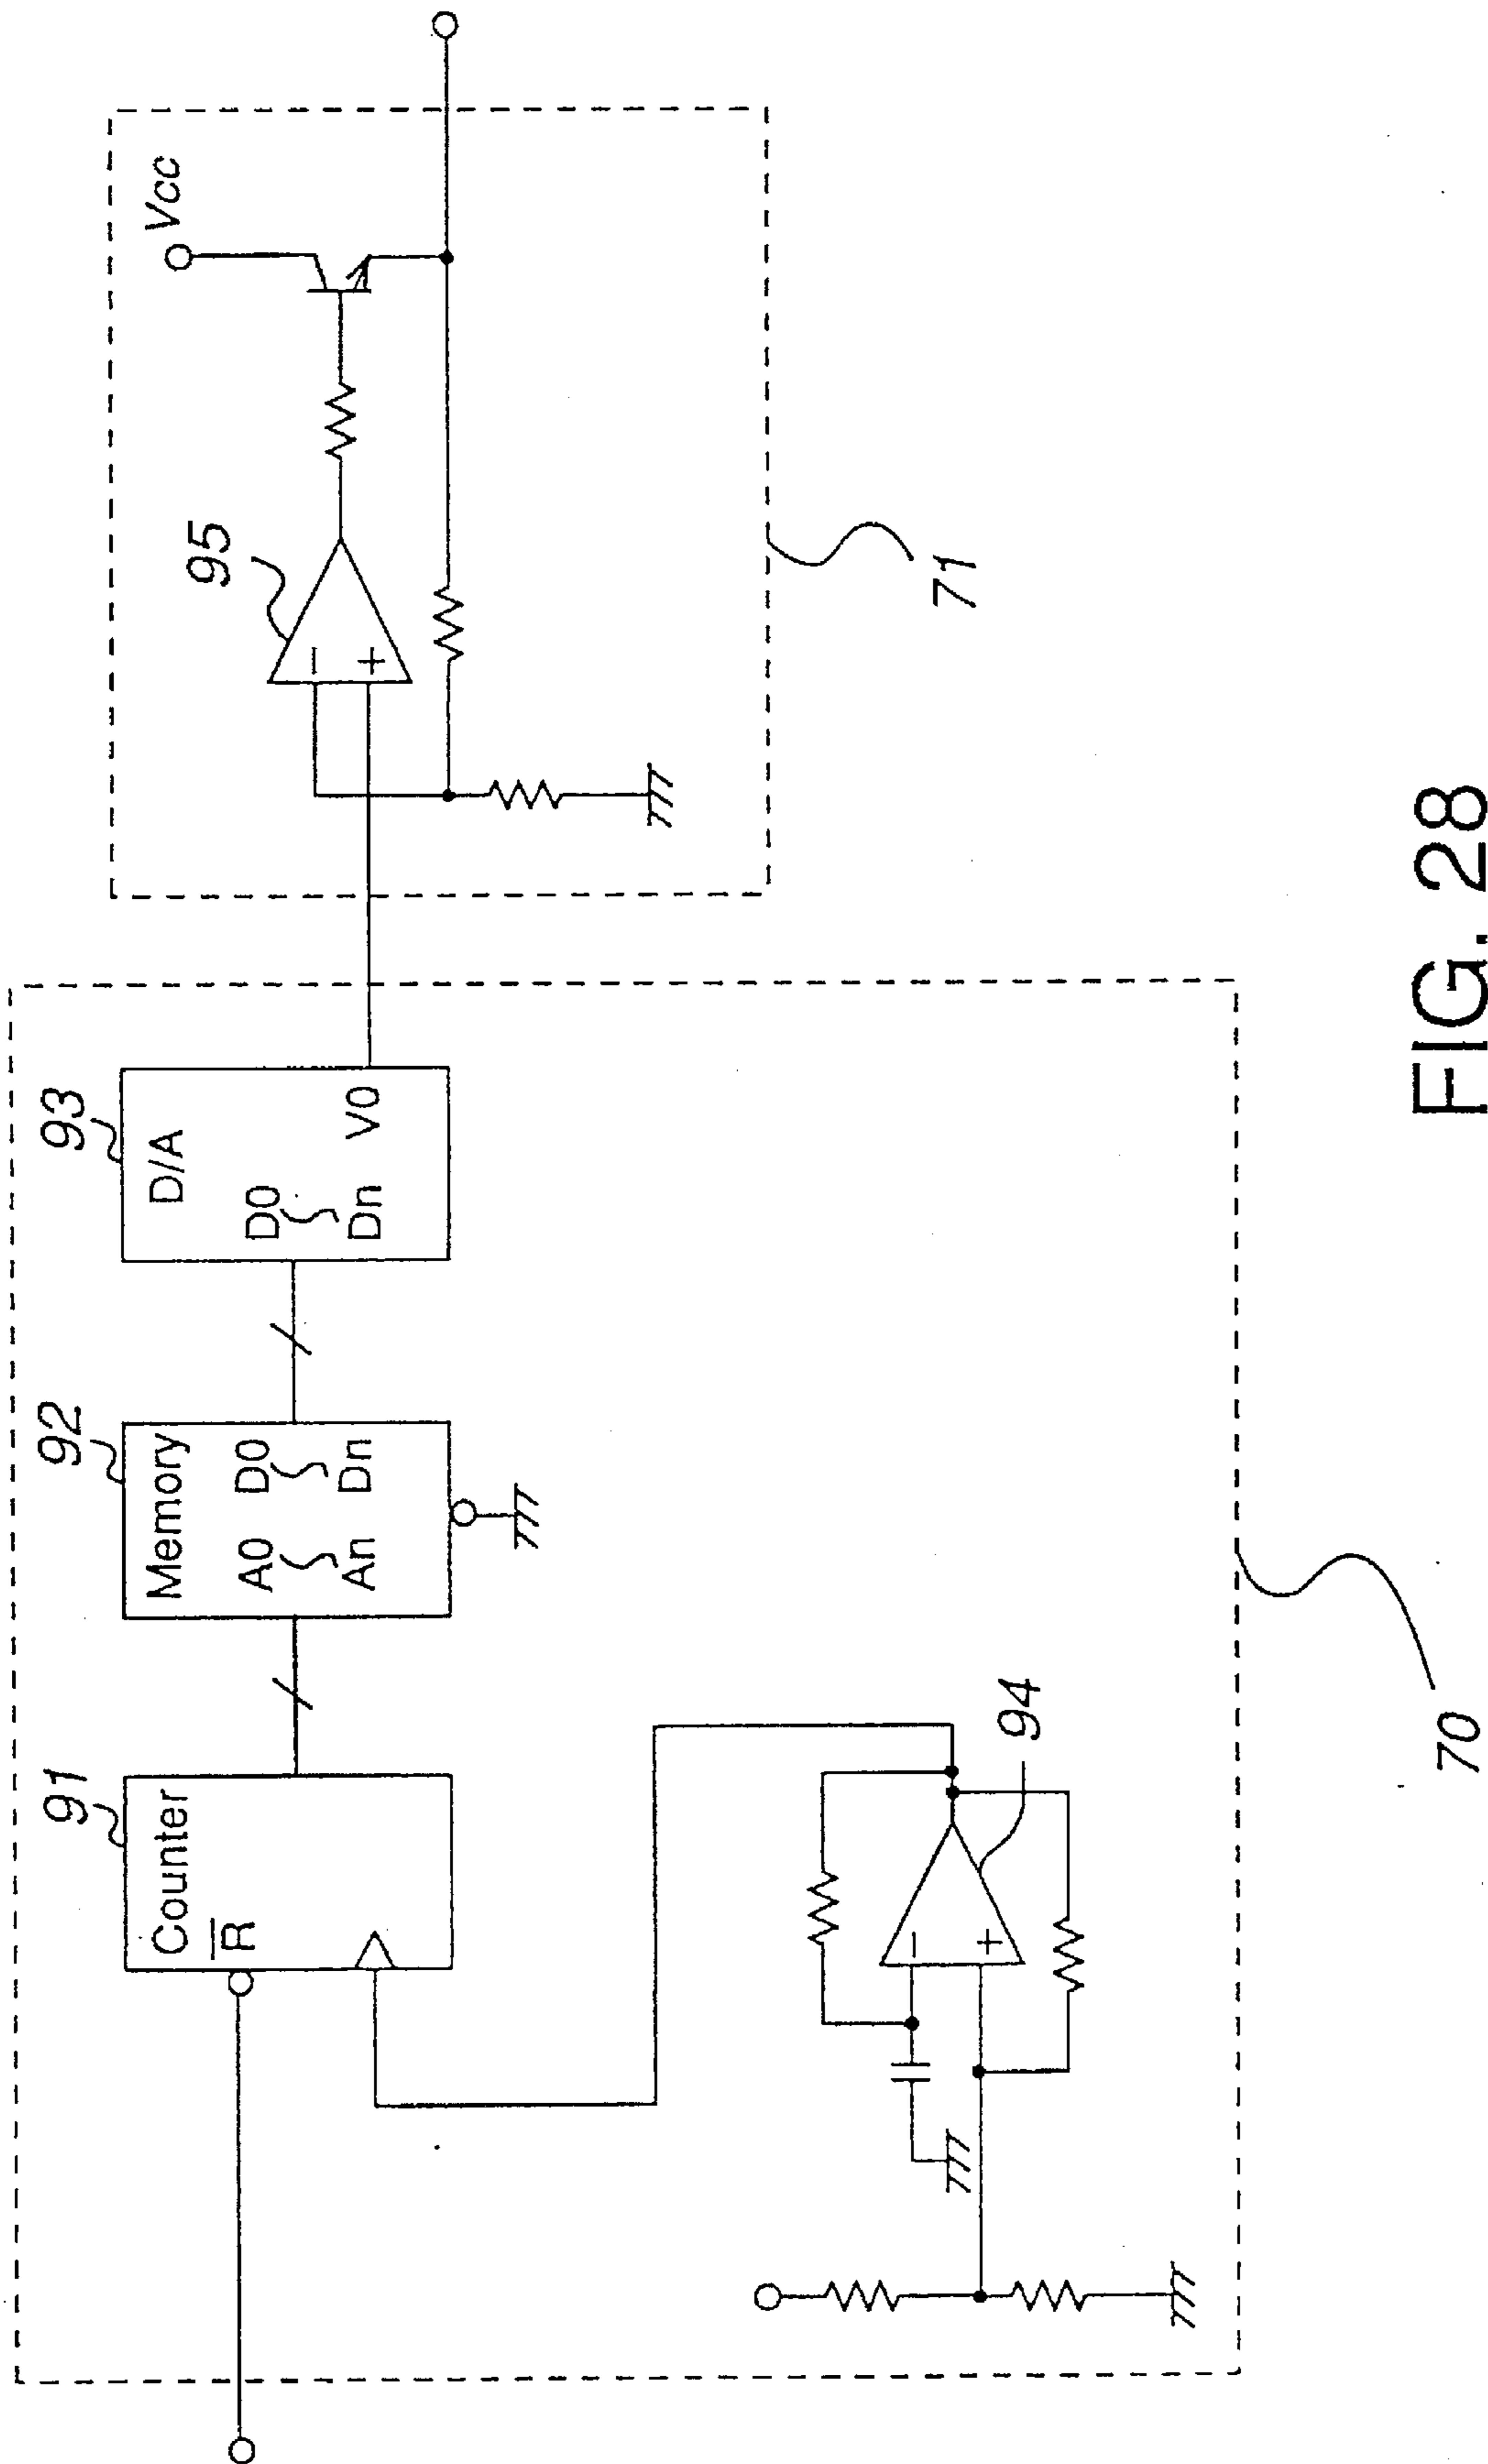 91
Counter
R
92
Memory
A0 D0
An Dn
93
D/A
D0
Dn
V0
95
Vcc
71
94
70
FIG. 28